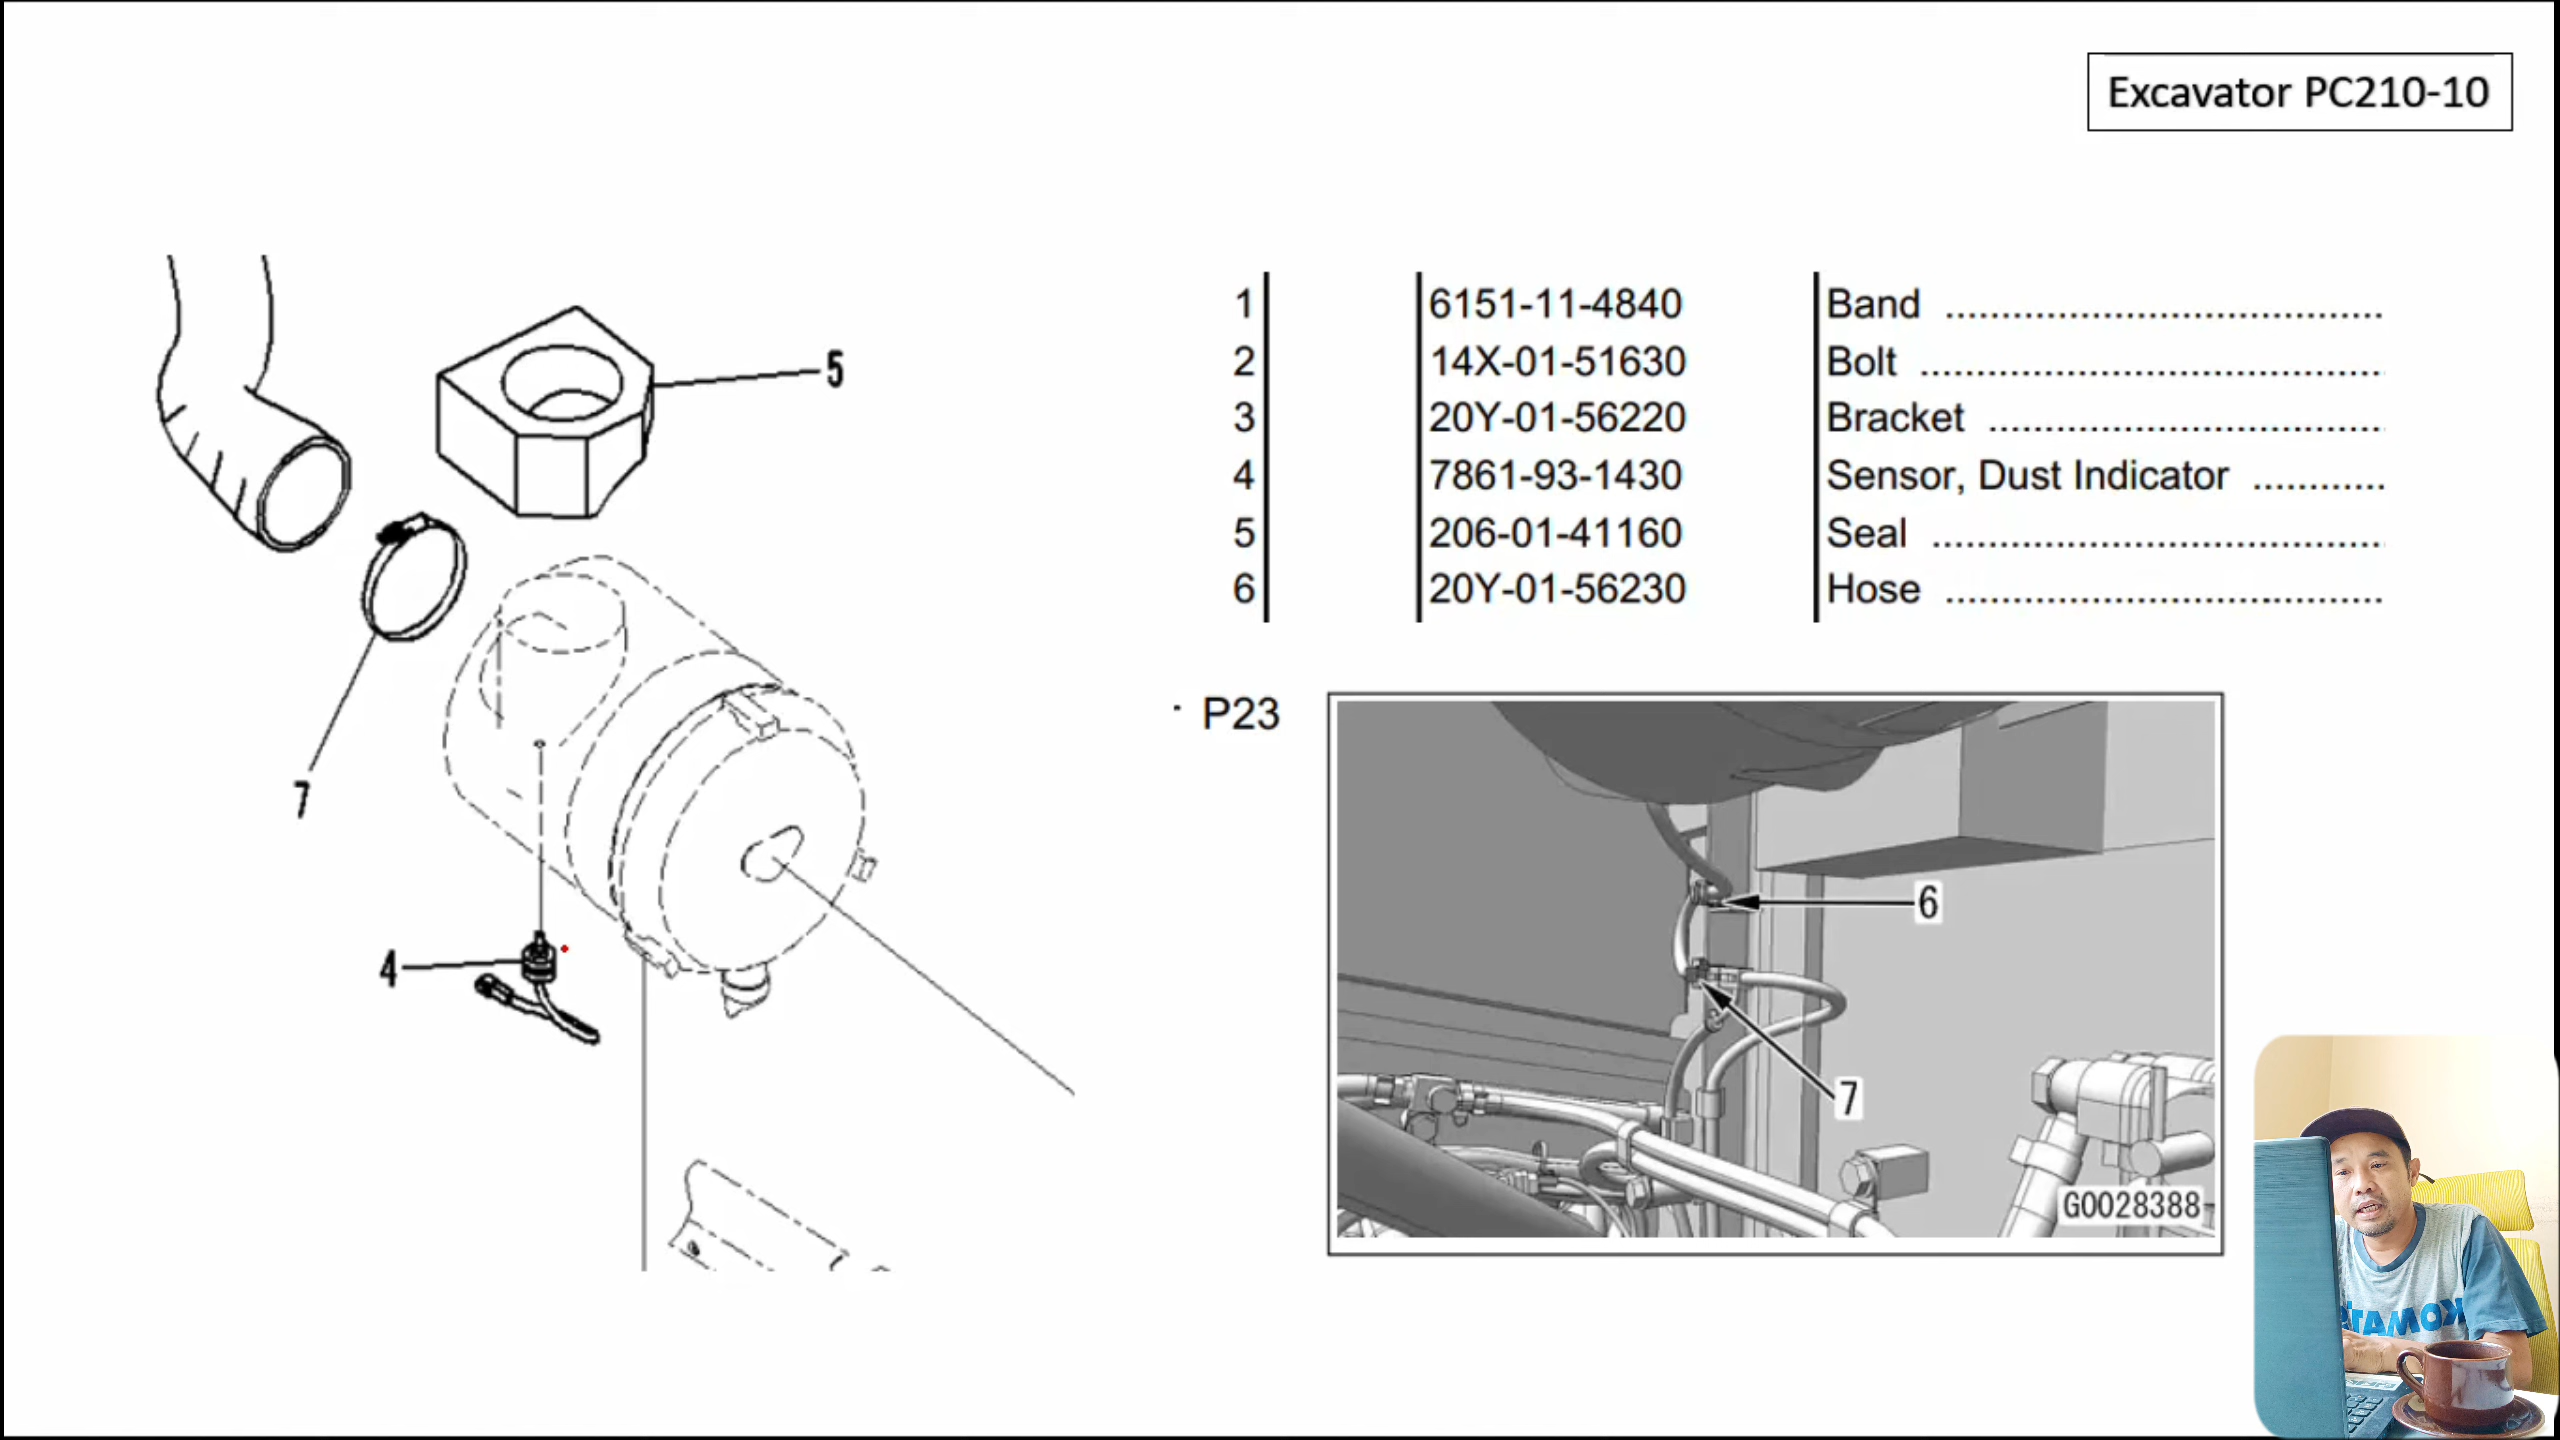 Excavator PC210-10
5
7
4
1 6151-11-4840 Band ........................................
2 14X-01-51630 Bolt ..........................................
3 20Y-01-56220 Bracket ....................................
4 7861-93-1430 Sensor, Dust Indicator ............
5 206-01-41160 Seal .........................................
6 20Y-01-56230 Hose ........................................
· P23
6
7
G0028388